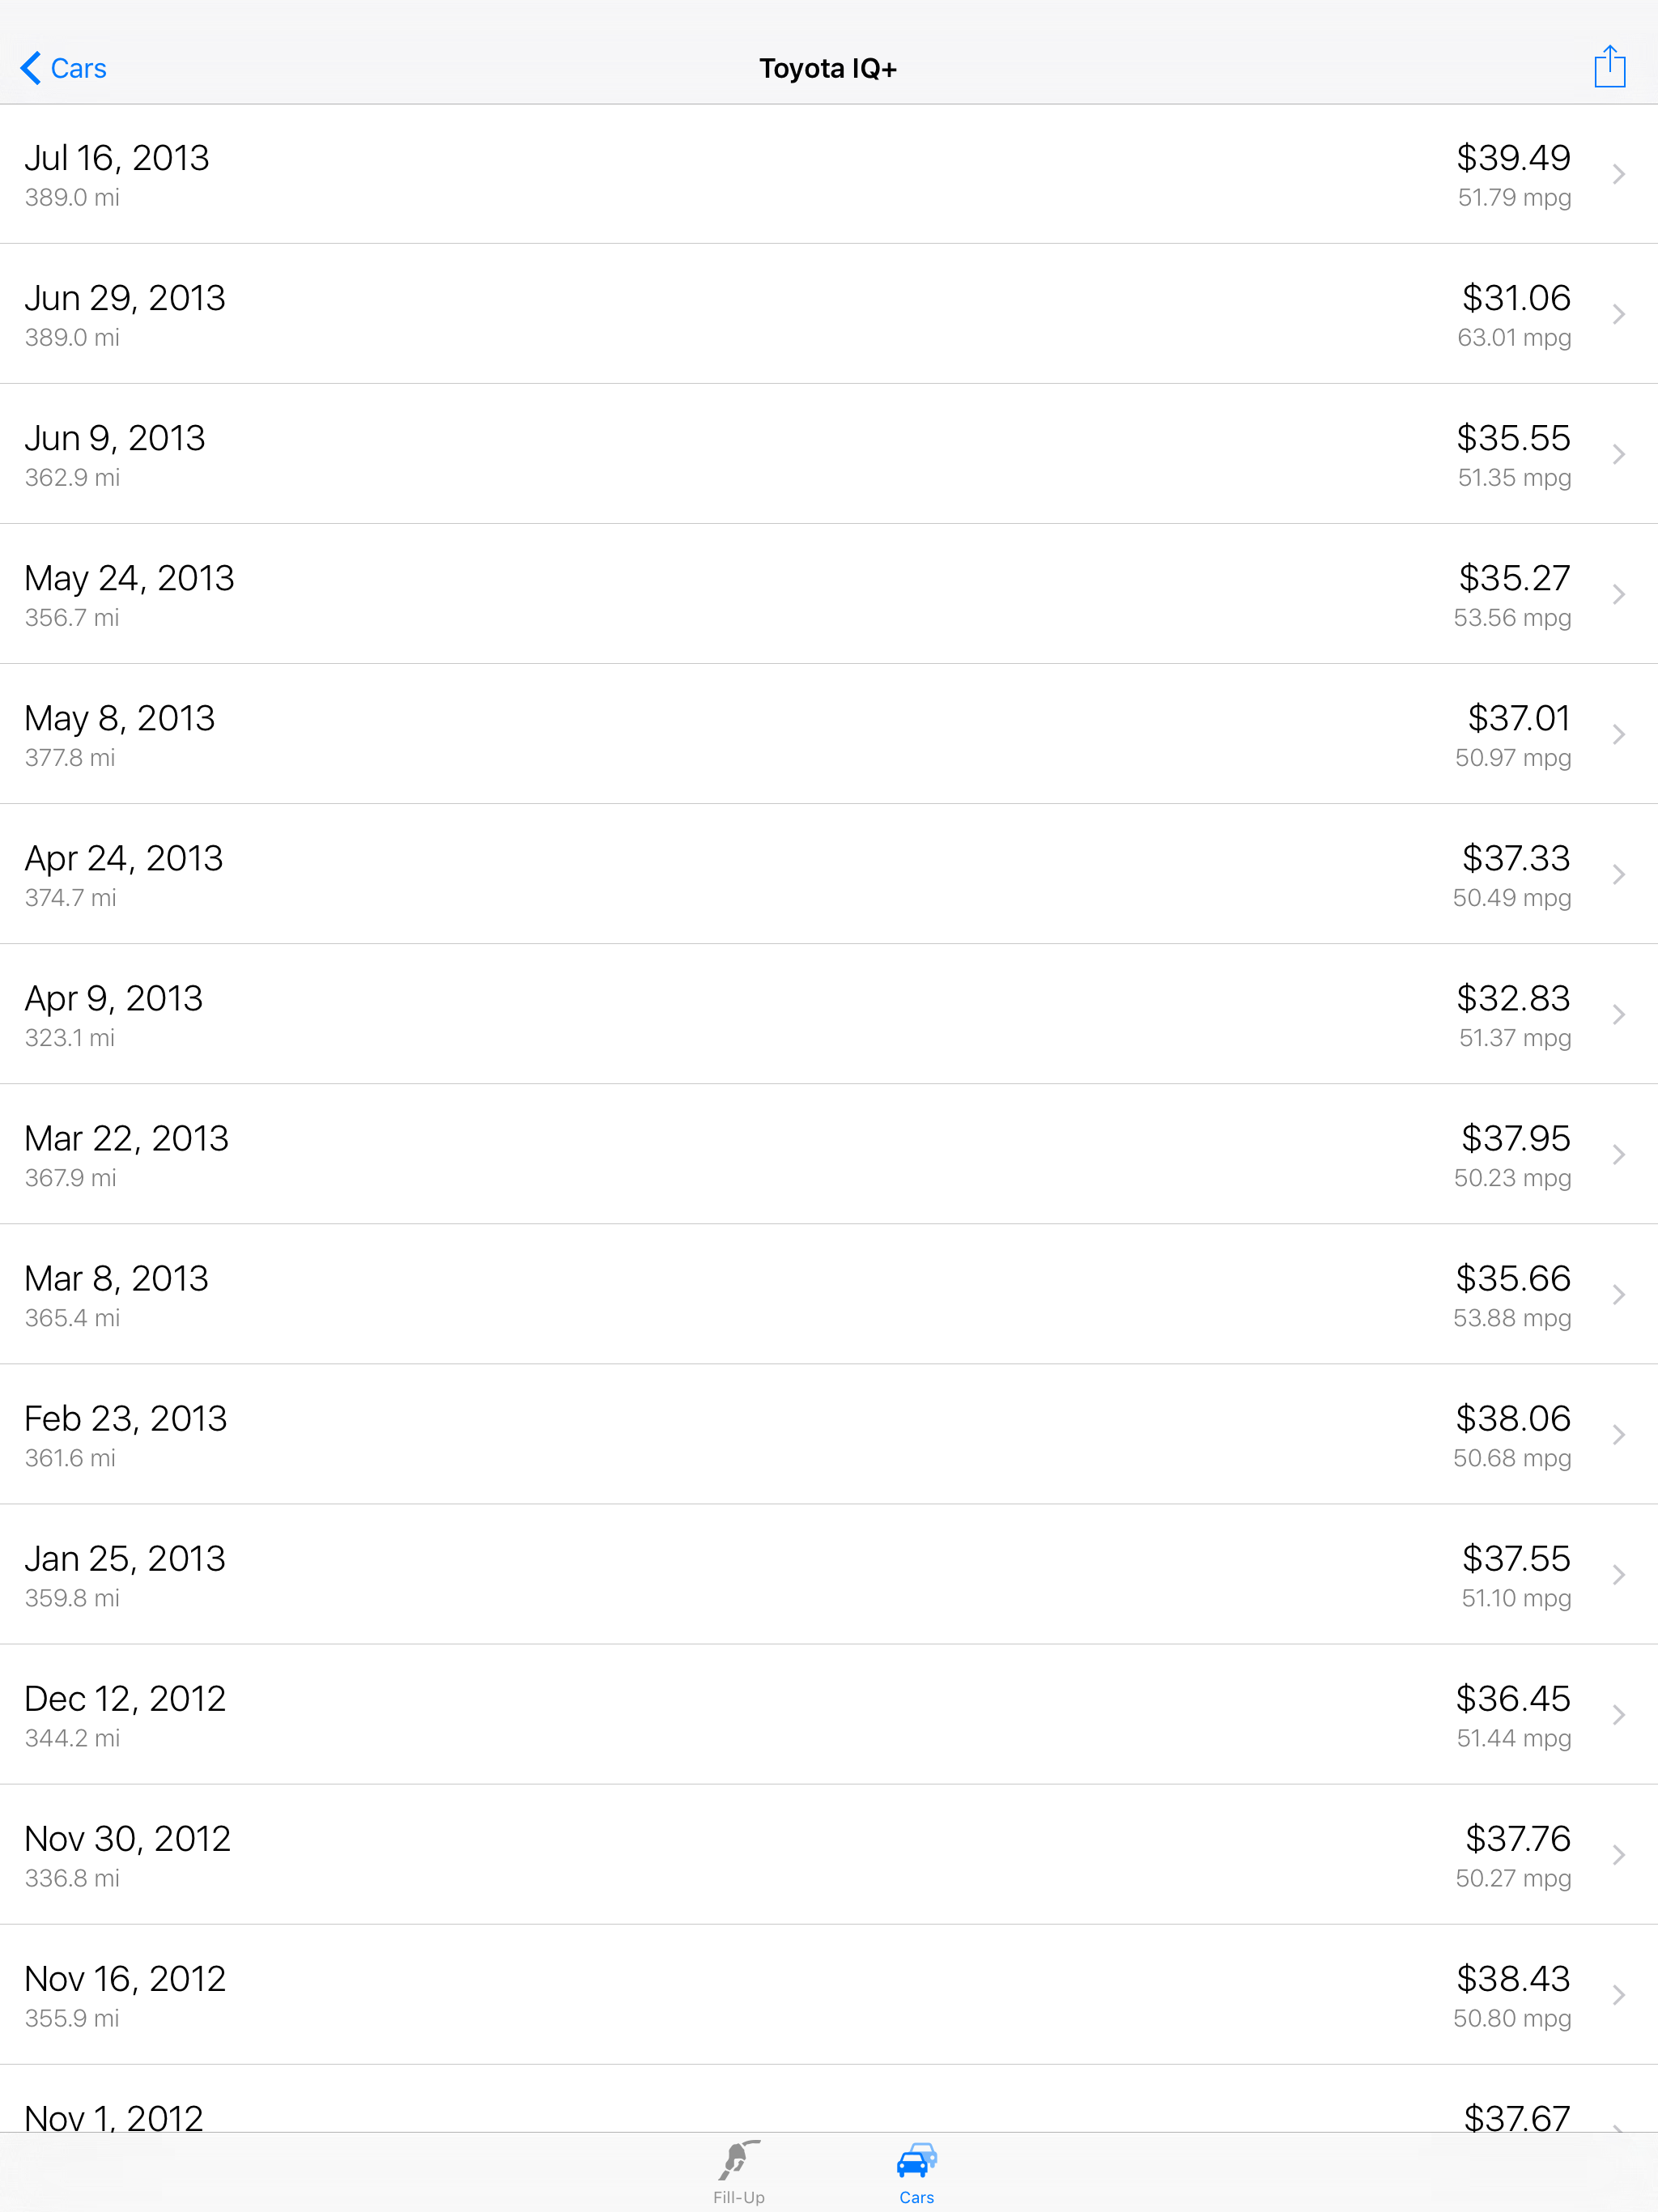 Cars
Toyota IQ+
Jul 16, 2013 $39.49
389.0 mi 51.79 mpg
Jun 29, 2013 $31.06
389.0 mi 63.01 mpg
Jun 9, 2013 $35.55
362.9 mi 51.35 mpg
May 24, 2013 $35.27
356.7 mi 53.56 mpg
May 8, 2013 $37.01
377.8 mi 50.97 mpg
Apr 24, 2013 $37.33
374.7 mi 50.49 mpg
Apr 9, 2013 $32.83
323.1 mi 51.37 mpg
Mar 22, 2013 $37.95
367.9 mi 50.23 mpg
Mar 8, 2013 $35.66
365.4 mi 53.88 mpg
Feb 23, 2013 $38.06
361.6 mi 50.68 mpg
Jan 25, 2013 $37.55
359.8 mi 51.10 mpg
Dec 12, 2012 $36.45
344.2 mi 51.44 mpg
Nov 30, 2012 $37.76
336.8 mi 50.27 mpg
Nov 16, 2012 $38.43
355.9 mi 50.80 mpg
Nov 1, 2012 $37.67
Fill-Up Cars